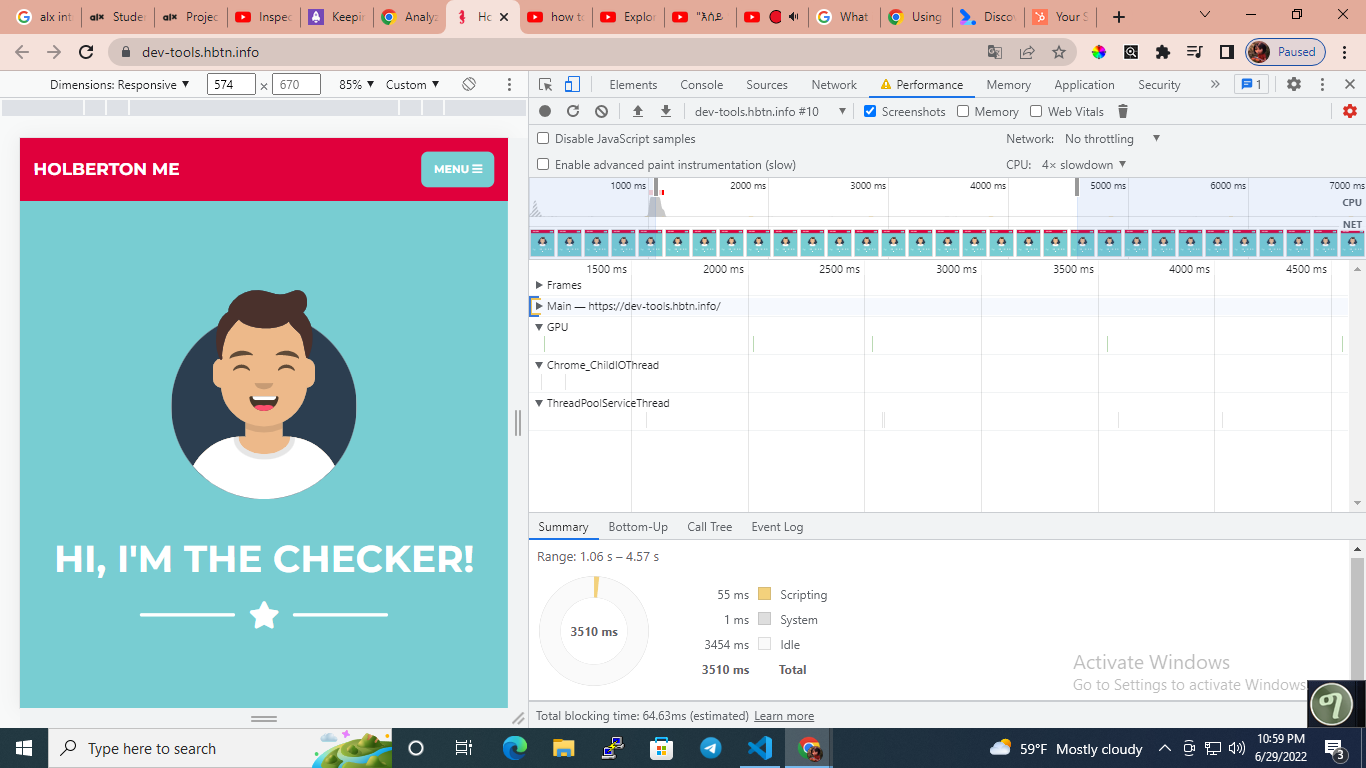 alx int
Studen
Projec
Inspec
Keepin
Analyz
Ho
how to
Explor
"እሰይ
What
Using
Discov
Your S
dev-tools.hbtn.info
Paused
Dimensions: Responsive 574 × 670 85% Custom
Elements Console Sources Network Performance Memory Application Security 1
dev-tools.hbtn.info #10 Screenshots Memory Web Vitals
Disable JavaScript samples Network: No throttling
Enable advanced paint instrumentation (slow) CPU: 4× slowdown
1000 ms 2000 ms 3000 ms 4000 ms 5000 ms 6000 ms 7000 ms
CPU
NET
1500 ms 2000 ms 2500 ms 3000 ms 3500 ms 4000 ms 4500 ms
Frames
Main — https://dev-tools.hbtn.info/
GPU
Chrome_ChildIOThread
ThreadPoolServiceThread
Summary Bottom-Up Call Tree Event Log
Range: 1.06 s – 4.57 s
3510 ms
55 ms Scripting
1 ms System
3454 ms Idle
3510 ms Total
Total blocking time: 64.63ms (estimated) Learn more
HOLBERTON ME
MENU
HI, I'M THE CHECKER!
Activate Windows
Go to Settings to activate Windows
Type here to search
59°F Mostly cloudy
10:59 PM
6/29/2022
3